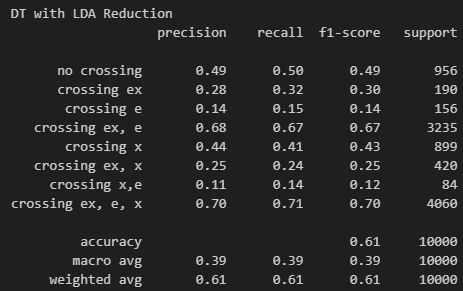 DT with LDA Reduction
precision recall f1-score support
no crossing 0.49 0.50 0.49 956
crossing ex 0.28 0.32 0.30 190
crossing e 0.14 0.15 0.14 156
crossing ex, e 0.68 0.67 0.67 3235
crossing x 0.44 0.41 0.43 899
crossing ex, x 0.25 0.24 0.25 420
crossing x,e 0.11 0.14 0.12 84
crossing ex, e, x 0.70 0.71 0.70 4060
accuracy 0.61 10000
macro avg 0.39 0.39 0.39 10000
weighted avg 0.61 0.61 0.61 10000